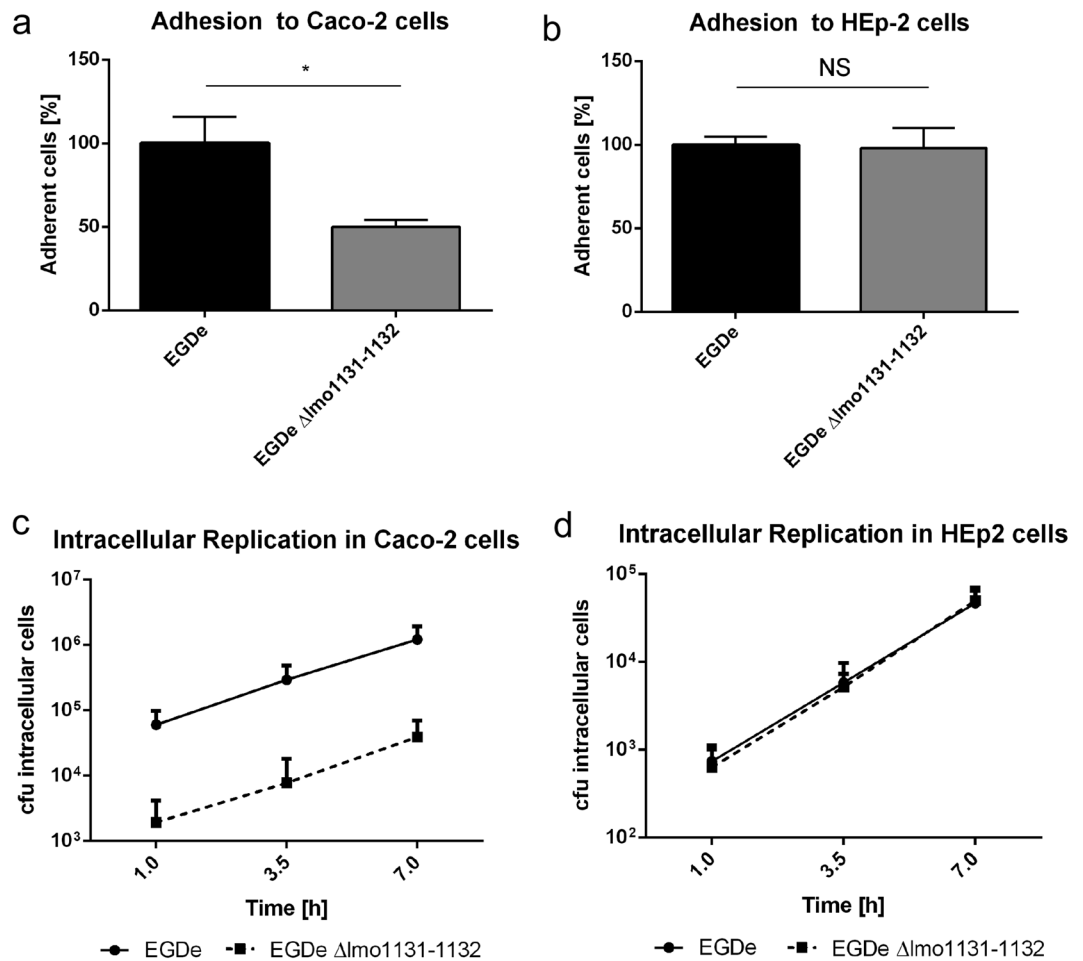 a
Adhesion to Caco-2 cells
Adherent cells [%]
150
100
50
0
*
EGDe
EGDe Δlmo1131-1132
b
Adhesion to HEp-2 cells
Adherent cells [%]
150
100
50
0
NS
EGDe
EGDe Δlmo1131-1132
c
Intracellular Replication in Caco-2 cells
cfu intracellular cells
10⁷
10⁶
10⁵
10⁴
10³
1.0
3.5
7.0
Time [h]
EGDe
EGDe Δlmo1131-1132
d
Intracellular Replication in HEp2 cells
cfu intracellular cells
10⁵
10⁴
10³
10²
1.0
3.5
7.0
Time [h]
EGDe
EGDe Δlmo1131-1132